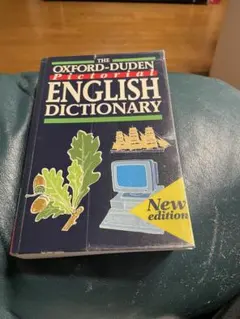 THE
OXFORD-DUDEN
Pictorial
ENGLISH
DICTIONARY
New
edition